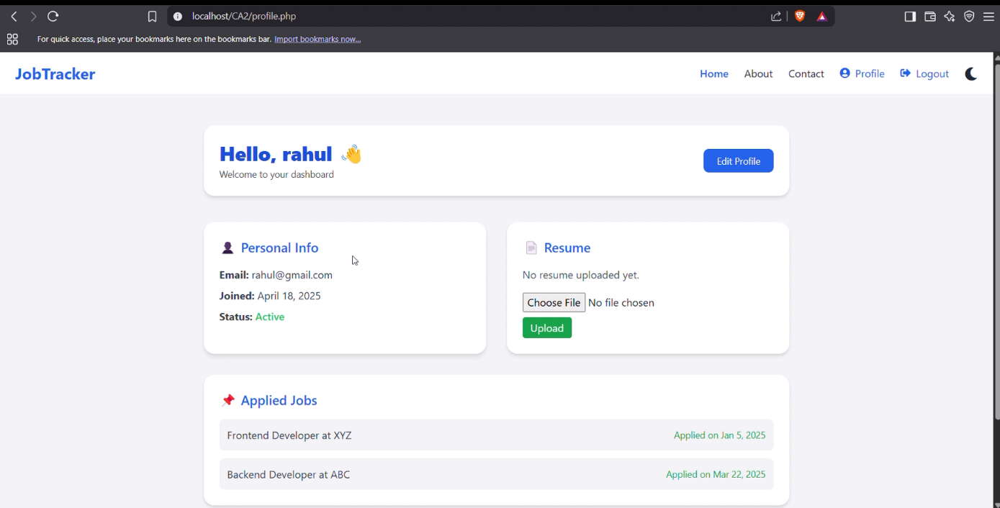 localhost/CA2/profile.php
For quick access, place your bookmarks here on the bookmarks bar. Import bookmarks now...
JobTracker
Home About Contact Profile Logout
Hello, rahul 👋
Welcome to your dashboard
Edit Profile
Personal Info
Email: rahul@gmail.com
Joined: April 18, 2025
Status: Active
Resume
No resume uploaded yet.
Choose File No file chosen
Upload
Applied Jobs
Frontend Developer at XYZ Applied on Jan 5, 2025
Backend Developer at ABC Applied on Mar 22, 2025